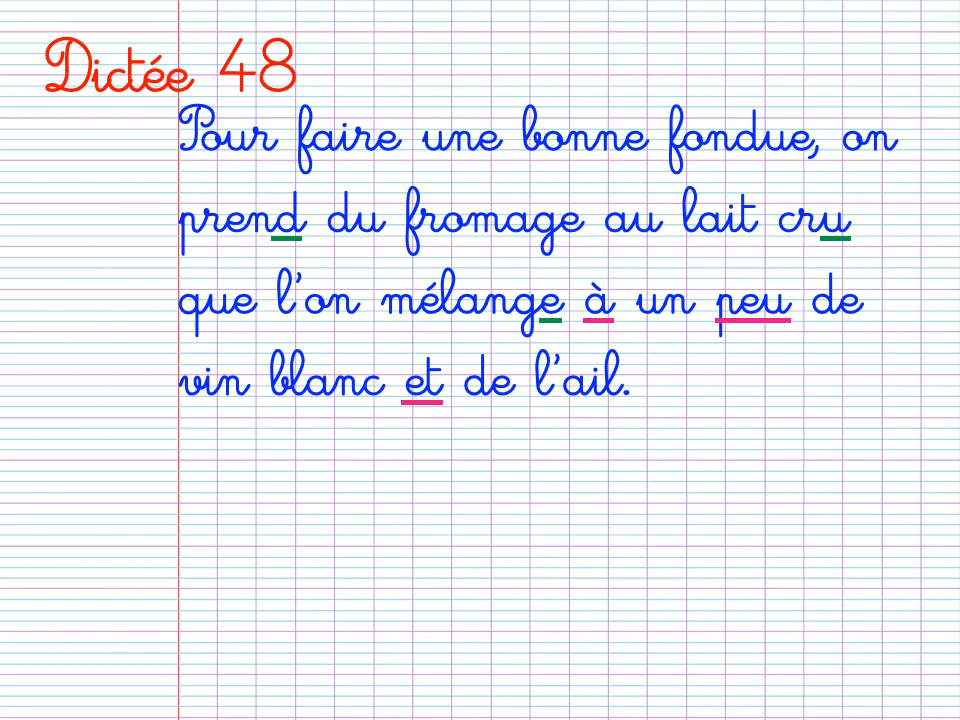 Dictée 48
Pour faire une bonne fondue, on
prend du fromage au lait cru
que l'on mélange à un peu de
vin blanc et de l'ail.